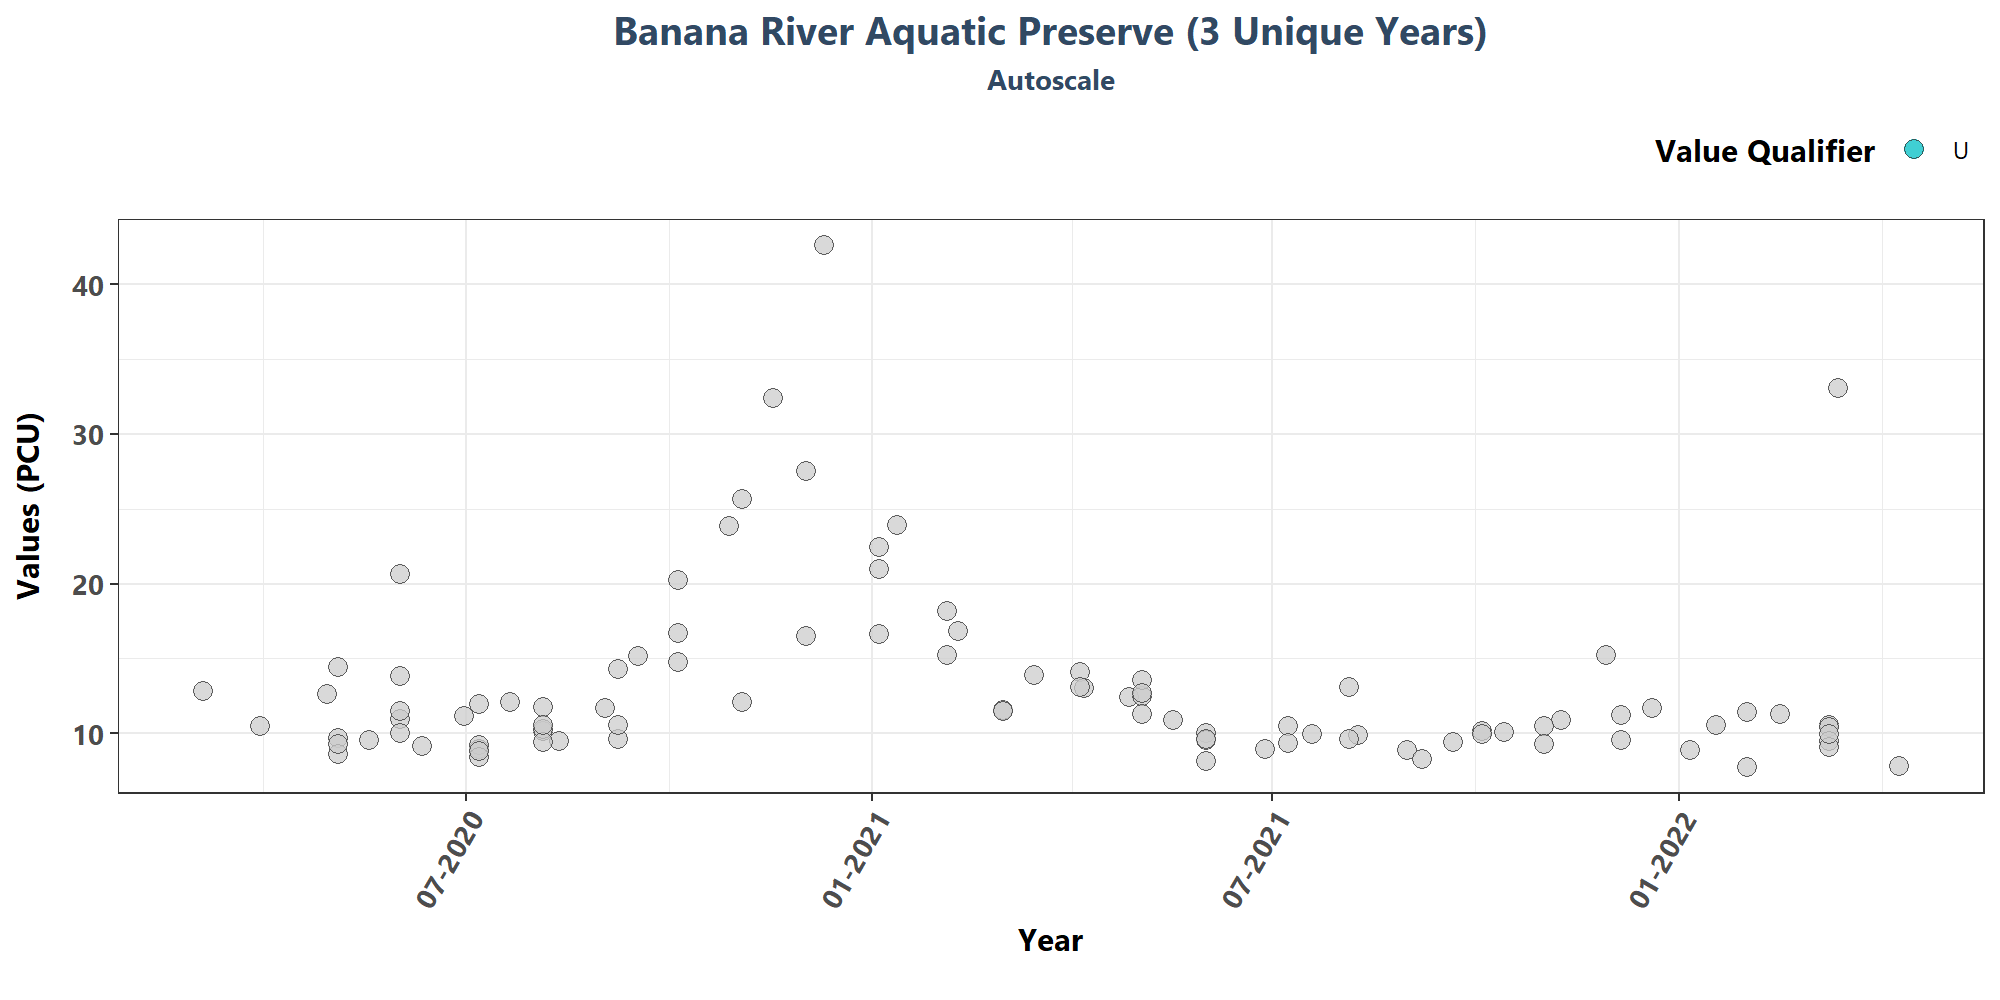 Banana River Aquatic Preserve (3 Unique Years)
Autoscale
Value Qualifier U
40
30
20
10
Values (PCU)
07-2020
01-2021
07-2021
01-2022
Year